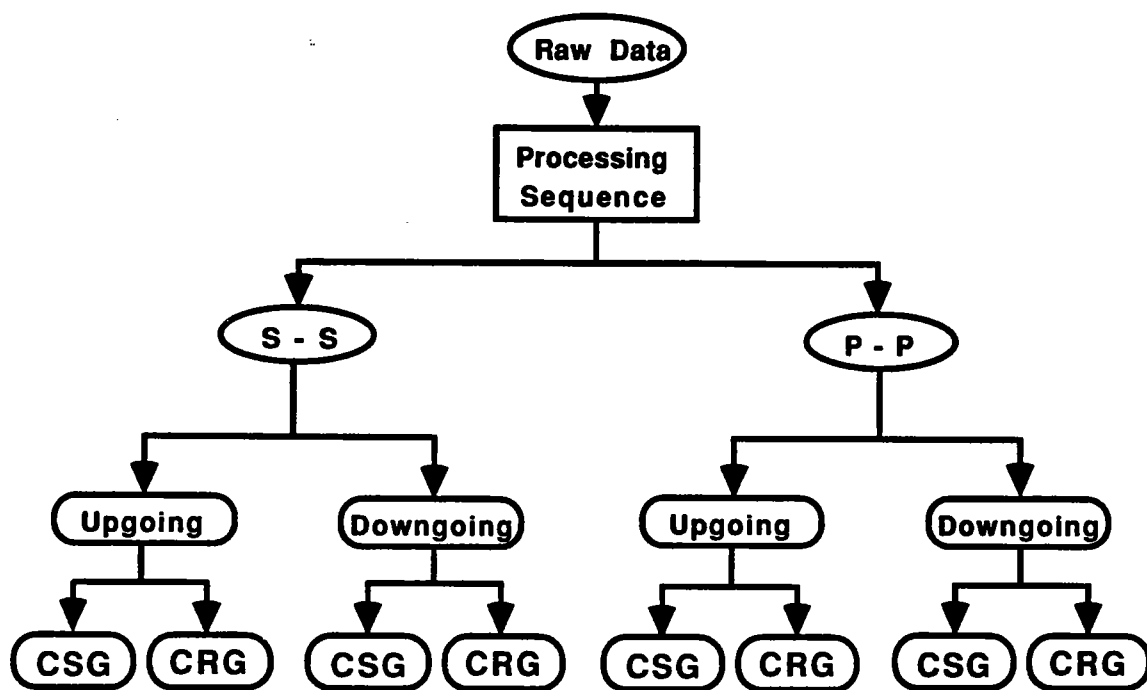 Raw Data
Processing
Sequence
S - S
P - P
Upgoing
Downgoing
Upgoing
Downgoing
CSG
CRG
CSG
CRG
CSG
CRG
CSG
CRG